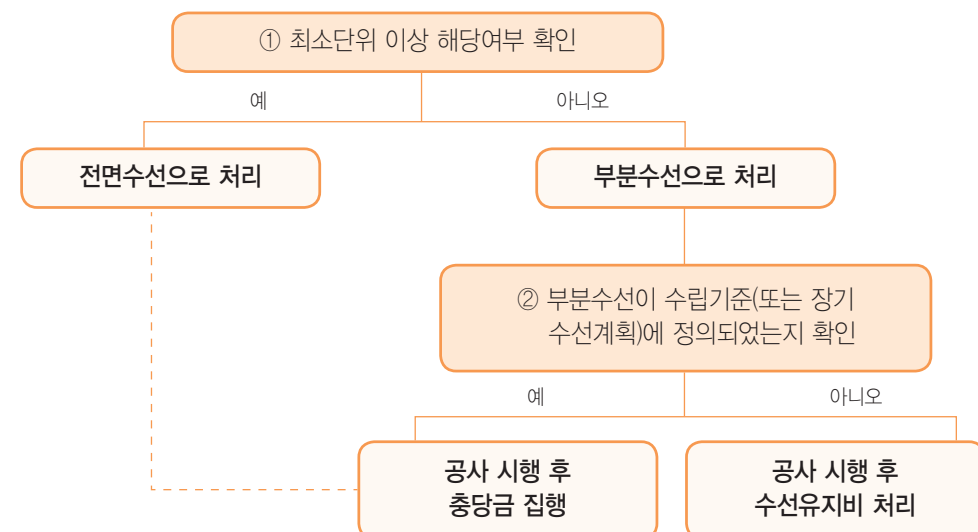 ① 최소단위 이상 해당여부 확인
예
아니오
전면수선으로 처리
부분수선으로 처리
② 부분수선이 수립기준(또는 장기
수선계획)에 정의되었는지 확인
예
아니오
공사 시행 후
충당금 집행
공사 시행 후
수선유지비 처리